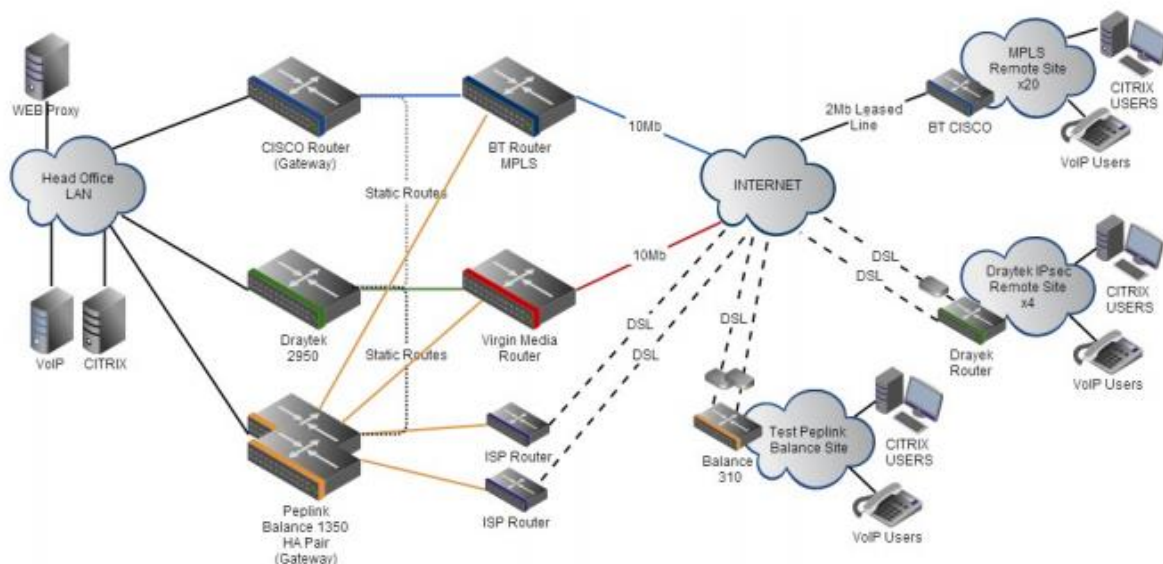 WEB Proxy
Head Office
LAN
VoIP
CITRIX
CISCO Router
(Gateway)
BT Router
MPLS
Static Routes
Draytek
2950
Virgin Media
Router
Static Routes
Peplink
Balance 1350
HA Pair
(Gateway)
ISP Router
ISP Router
10Mb
10Mb
INTERNET
DSL
DSL
DSL
DSL
DSL
2Mb Leased
Line
BT CISCO
MPLS
Remote Site
x20
CITRIX
USERS
VoIP Users
Draytek IPsec
Remote Site
x4
Drayek
Router
CITRIX
USERS
VoIP Users
Balance
310
Test Peplink
Balance Site
CITRIX
USERS
VoIP Users